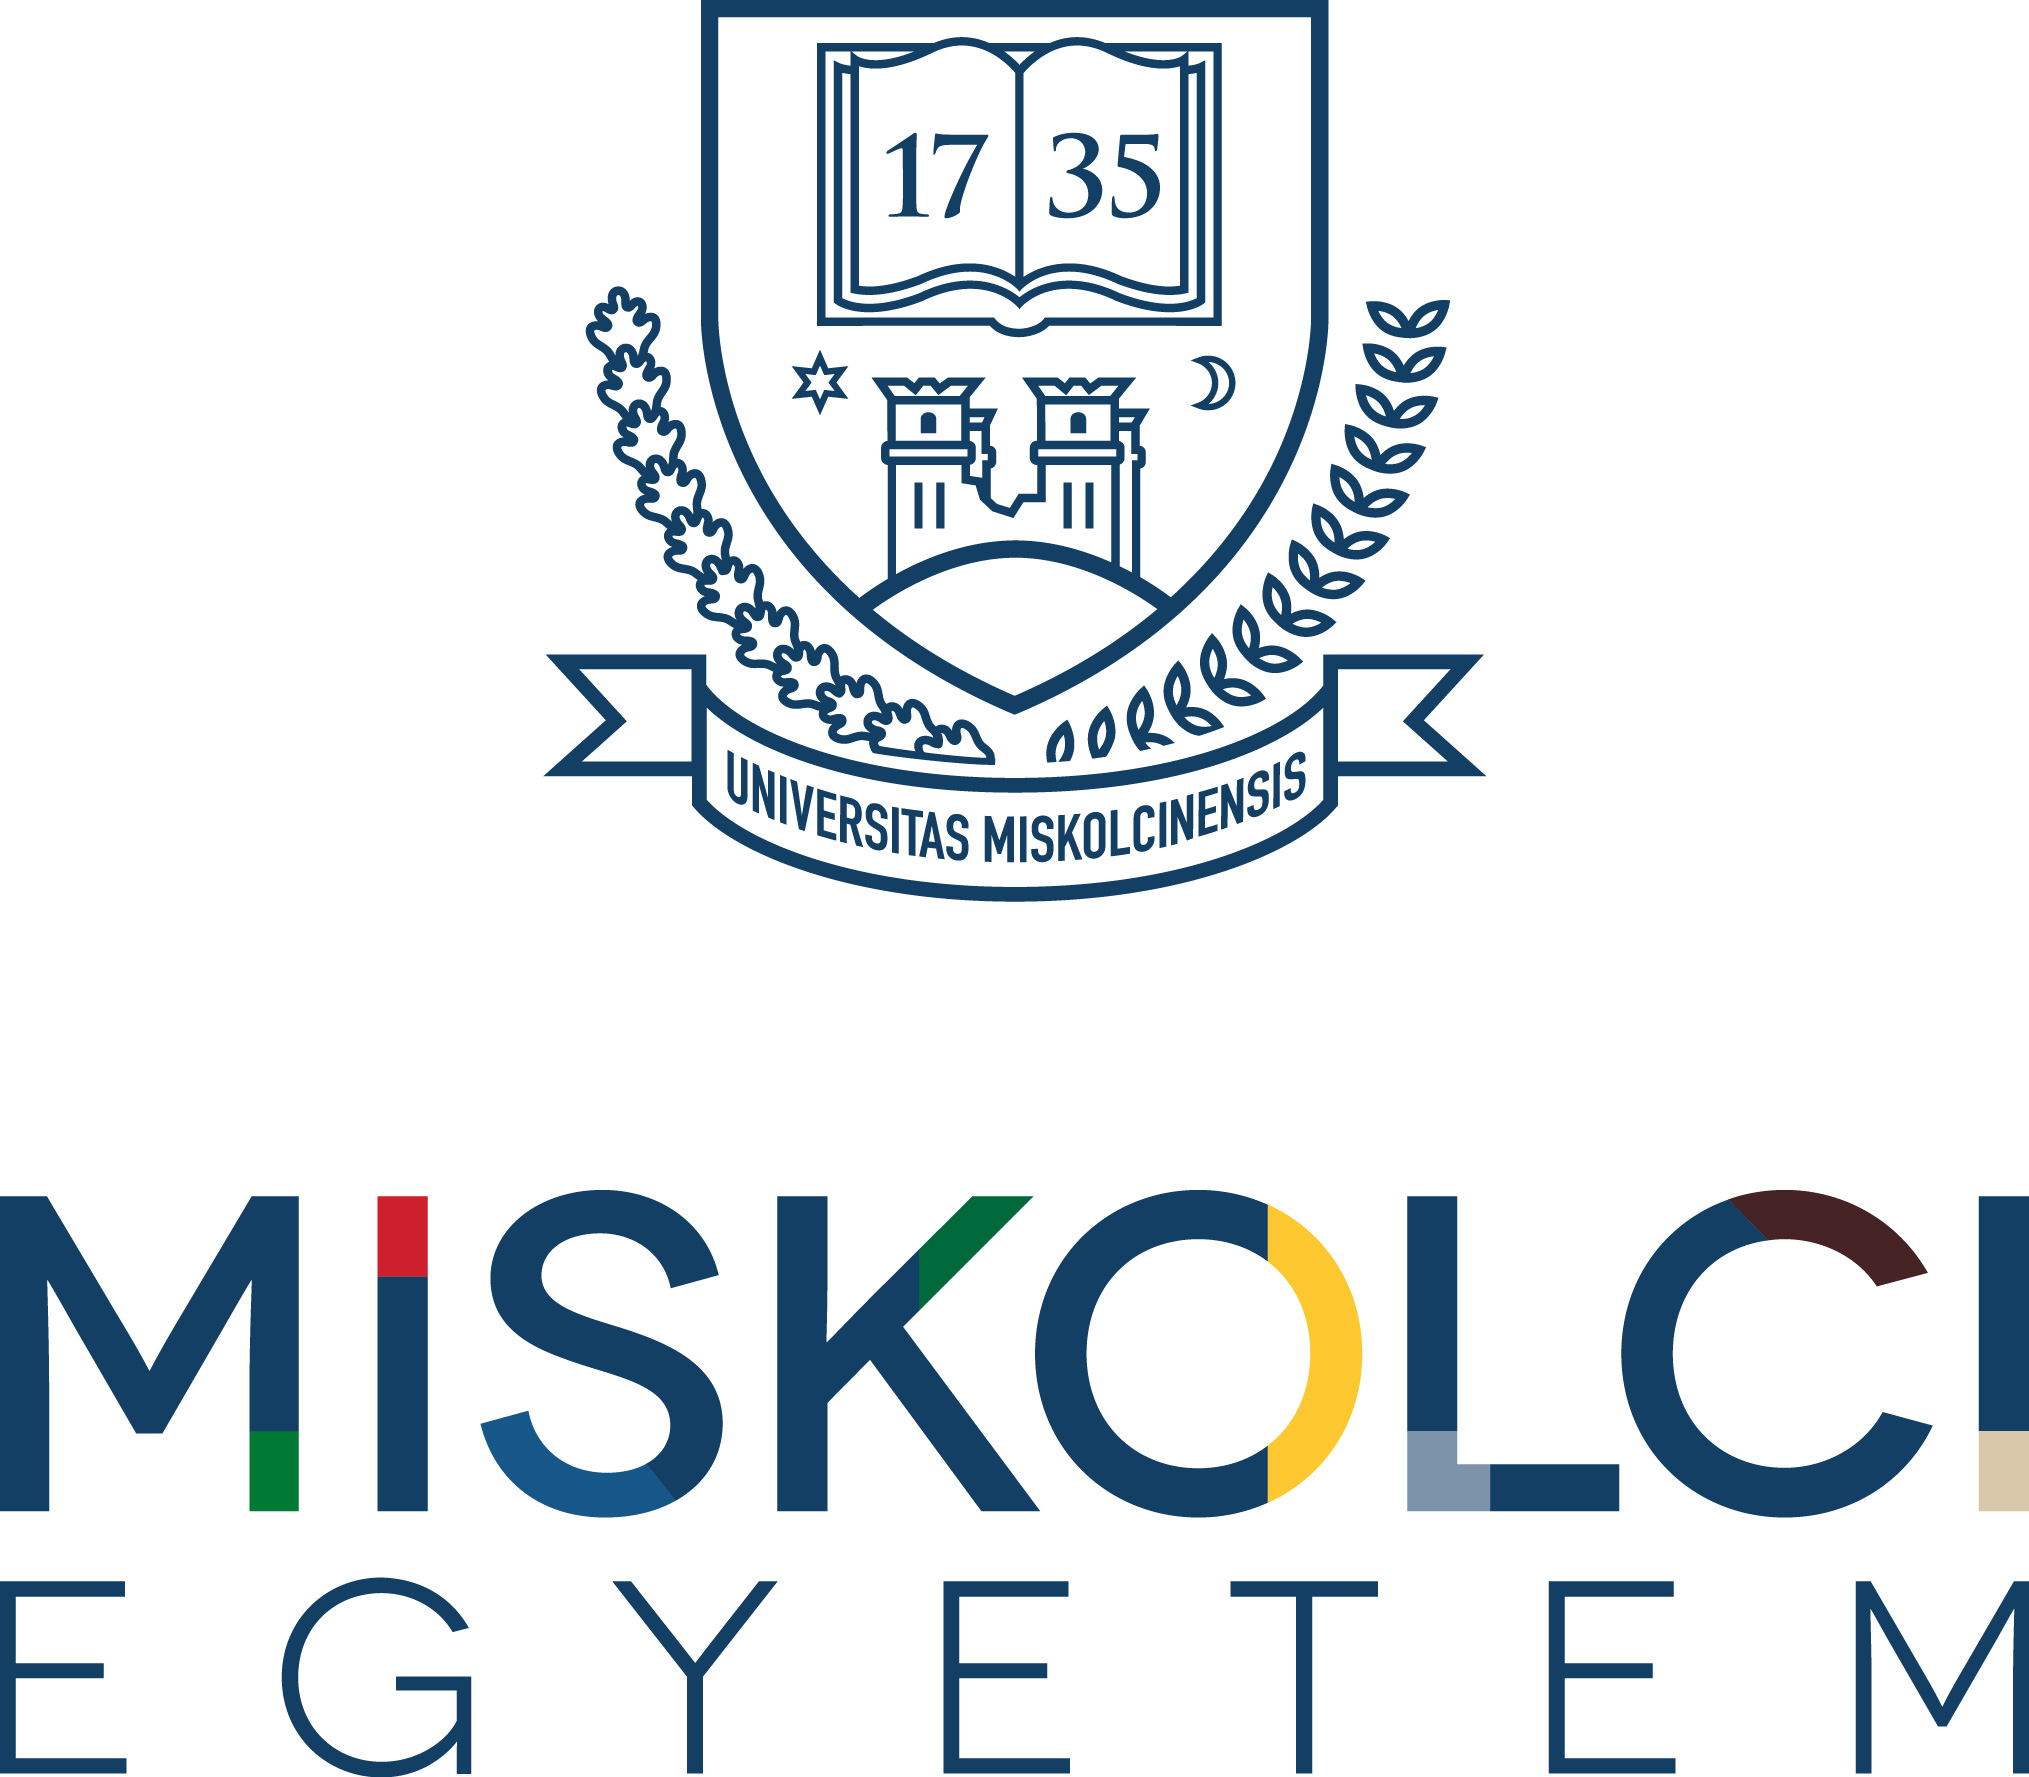 17 35
UNIVERSITAS MISKOLCINENSIS
MISKOLCI
EGYETEM